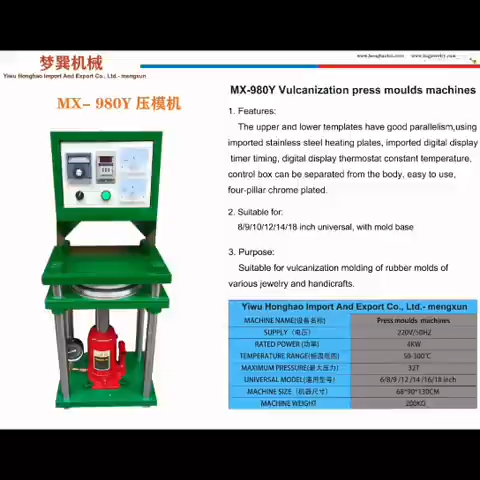 梦巽机械
Yiwu Honghao Import And Export Co., Ltd.- mengxun
MX- 980Y 压模机
MX-980Y Vulcanization press moulds machines
1. Features:
The upper and lower templates have good parallelism,using
imported stainless steel heating plates, imported digital display
timer timing, digital display thermostat constant temperature,
control box can be separated from the body, easy to use,
four-pillar chrome plated.
2. Suitable for:
8/9/10/12/14/18 inch universal, with mold base
3. Purpose:
Suitable for vulcanization molding of rubber molds of
various jewelry and handicrafts.
Yiwu Honghao Import And Export Co., Ltd.- mengxun
MACHINE NAME(设备名称) Press moulds machines
SUPPLY (电压) 220V/50HZ
RATED POWER (功率) 4KW
TEMPERATURE RANGE(恒温范围) 50-300℃
MAXIMUM PRESSURE(最大压力) 32T
UNIVERSAL MODEL(适用型号) 6/8/9 /12 /14 /16 /18 inch
MACHINE SIZE (机器尺寸) 68*90*130CM
MACHINE WEIGHT 200KG